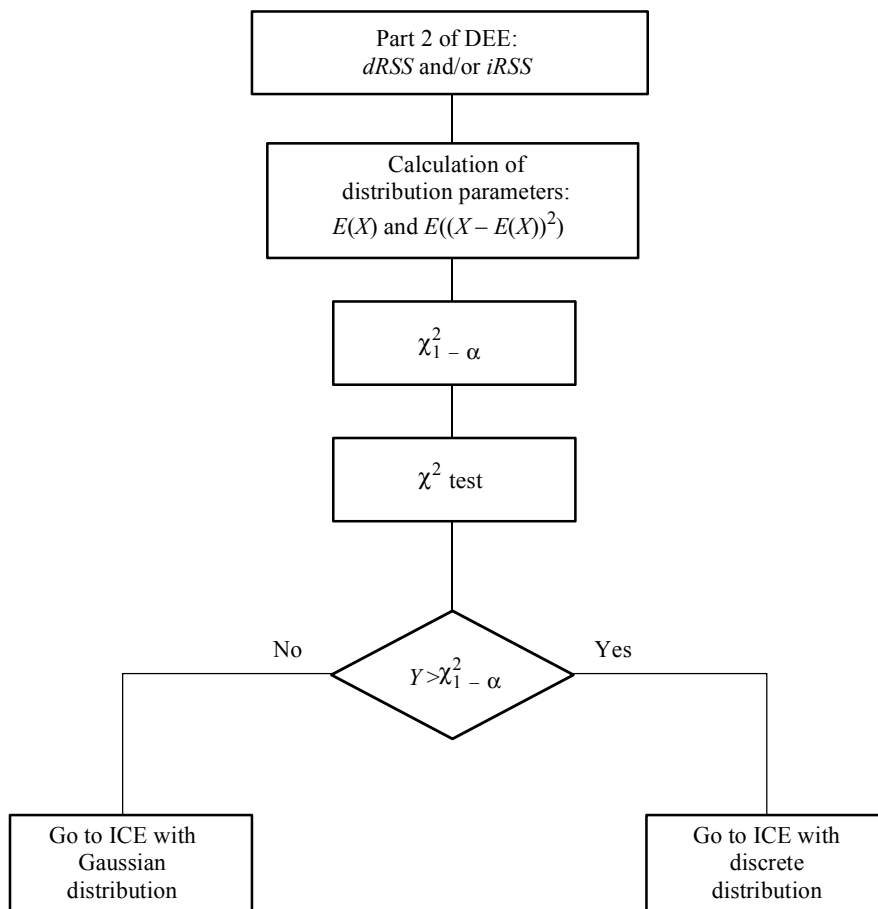 Part 2 of DEE:
dRSS and/or iRSS
Calculation of
distribution parameters:
E(X) and E((X – E(X))²)
χ²₁ ₋ α
χ² test
No
Yes
Y >χ²₁ ₋ α
Go to ICE with
Gaussian
distribution
Go to ICE with
discrete
distribution